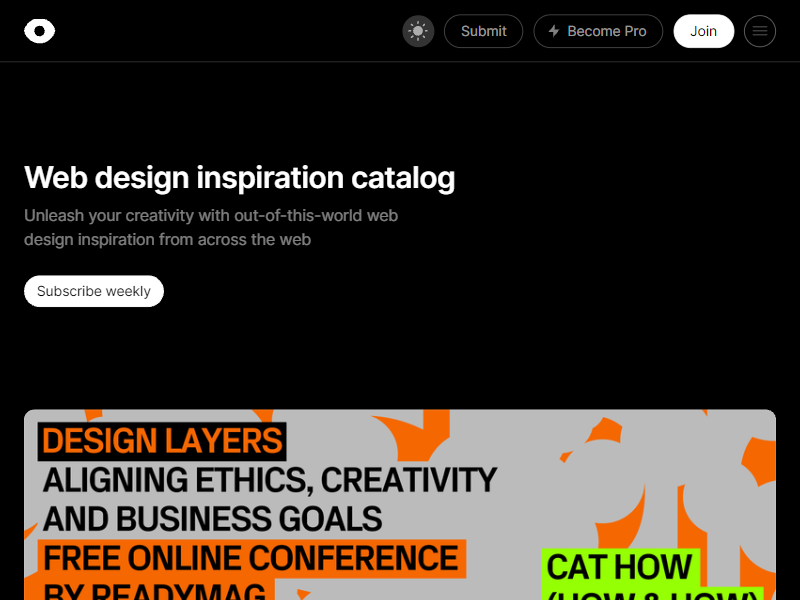 Submit
Become Pro
Join
Web design inspiration catalog
Unleash your creativity with out-of-this-world web
design inspiration from across the web
Subscribe weekly
DESIGN LAYERS
ALIGNING ETHICS, CREATIVITY
AND BUSINESS GOALS
FREE ONLINE CONFERENCE
BY READYMAG
CAT HOW
(HOW & HOW)